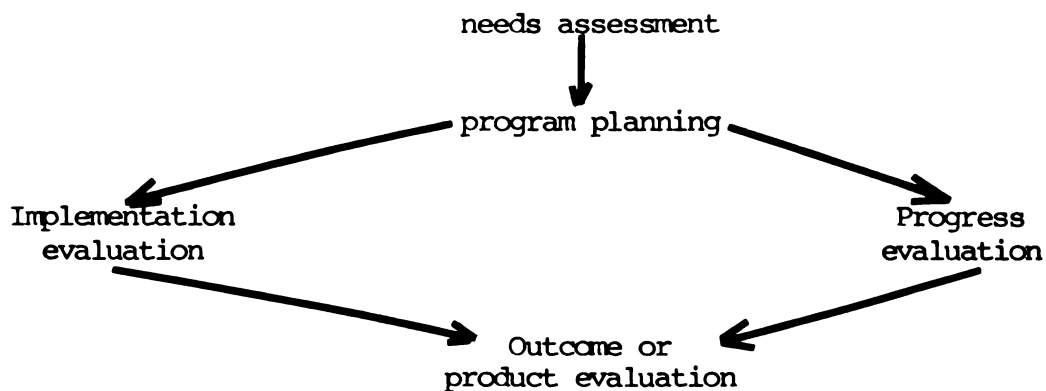 needs assessment
program planning
Implementation
evaluation
Progress
evaluation
Outcome or
product evaluation